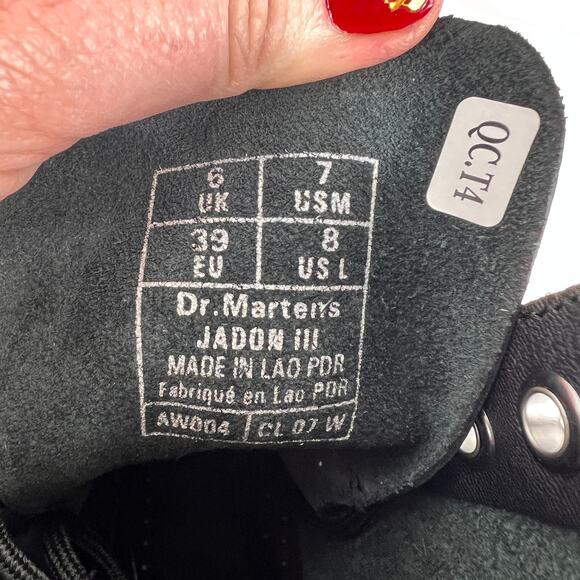 6 7
UK USM
39 8
EU US L
Dr.Martens
JADON III
MADE IN LAO PDR
Fabriqué en Lao PDR
AW004 CL 07 W
QC.T4